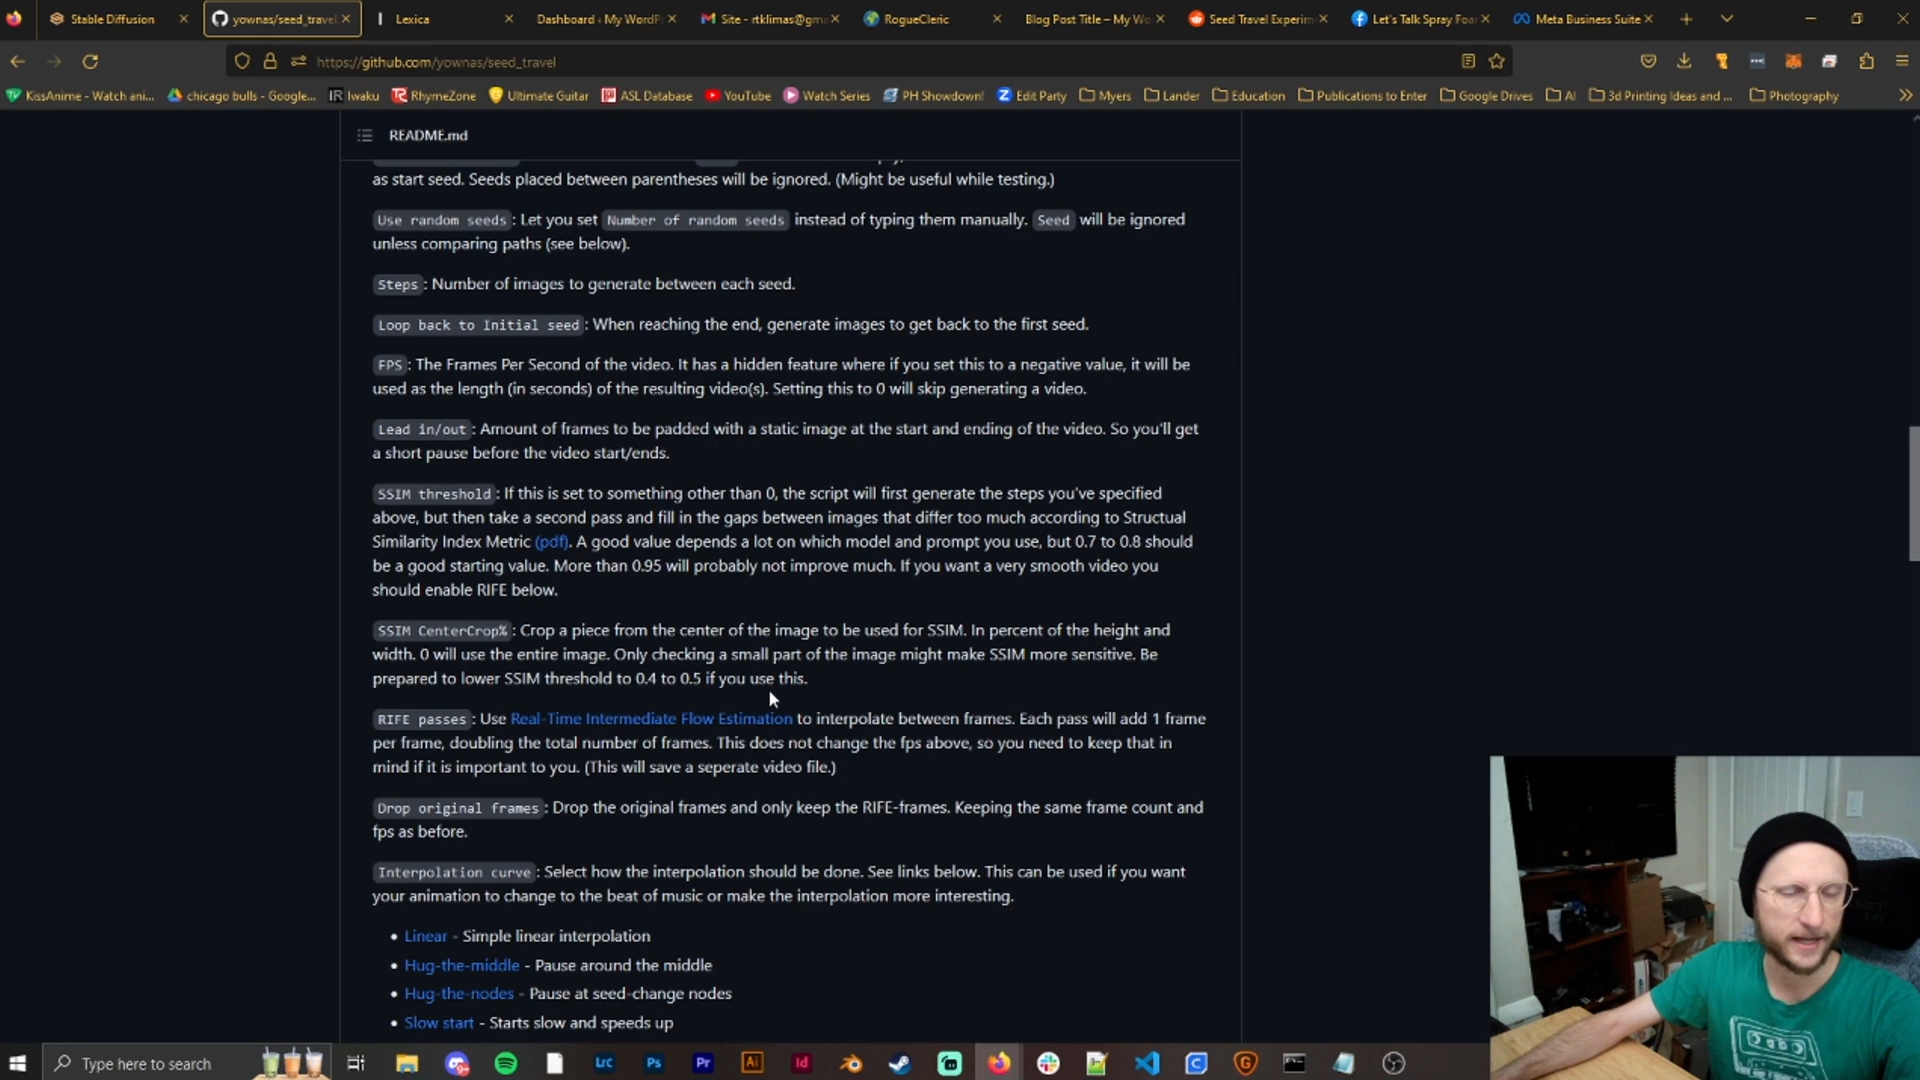 Stable Diffusion
yownas/seed_travel
Lexica
Dashboard ‹ My WordP
Site - rtklimas@gm
RogueCleric
Blog Post Title – My Wo
Seed Travel Experim
Let's Talk Spray Foa
Meta Business Suite
https://github.com/yownas/seed_travel
KissAnime - Watch ani...
chicago bulls - Google...
Iwaku
RhymeZone
Ultimate Guitar
ASL Database
YouTube
Watch Series
PH Showdown!
Edit Party
Myers
Lander
Education
Publications to Enter
Google Drives
AI
3d Printing Ideas and ...
Photography
README.md
as start seed. Seeds placed between parentheses will be ignored. (Might be useful while testing.)
Use random seeds: Let you set Number of random seeds instead of typing them manually. Seed will be ignored
unless comparing paths (see below).
Steps: Number of images to generate between each seed.
Loop back to Initial seed: When reaching the end, generate images to get back to the first seed.
FPS: The Frames Per Second of the video. It has a hidden feature where if you set this to a negative value, it will be
used as the length (in seconds) of the resulting video(s). Setting this to 0 will skip generating a video.
Lead in/out: Amount of frames to be padded with a static image at the start and ending of the video. So you'll get
a short pause before the video start/ends.
SSIM threshold: If this is set to something other than 0, the script will first generate the steps you've specified
above, but then take a second pass and fill in the gaps between images that differ too much according to Structual
Similarity Index Metric (pdf). A good value depends a lot on which model and prompt you use, but 0.7 to 0.8 should
be a good starting value. More than 0.95 will probably not improve much. If you want a very smooth video you
should enable RIFE below.
SSIM CenterCrop%: Crop a piece from the center of the image to be used for SSIM. In percent of the height and
width. 0 will use the entire image. Only checking a small part of the image might make SSIM more sensitive. Be
prepared to lower SSIM threshold to 0.4 to 0.5 if you use this.
RIFE passes: Use Real-Time Intermediate Flow Estimation to interpolate between frames. Each pass will add 1 frame
per frame, doubling the total number of frames. This does not change the fps above, so you need to keep that in
mind if it is important to you. (This will save a seperate video file.)
Drop original frames: Drop the original frames and only keep the RIFE-frames. Keeping the same frame count and
fps as before.
Interpolation curve: Select how the interpolation should be done. See links below. This can be used if you want
your animation to change to the beat of music or make the interpolation more interesting.
• Linear - Simple linear interpolation
• Hug-the-middle - Pause around the middle
• Hug-the-nodes - Pause at seed-change nodes
• Slow start - Starts slow and speeds up
Type here to search
Lrc
Ps
Pr
Ai
Id